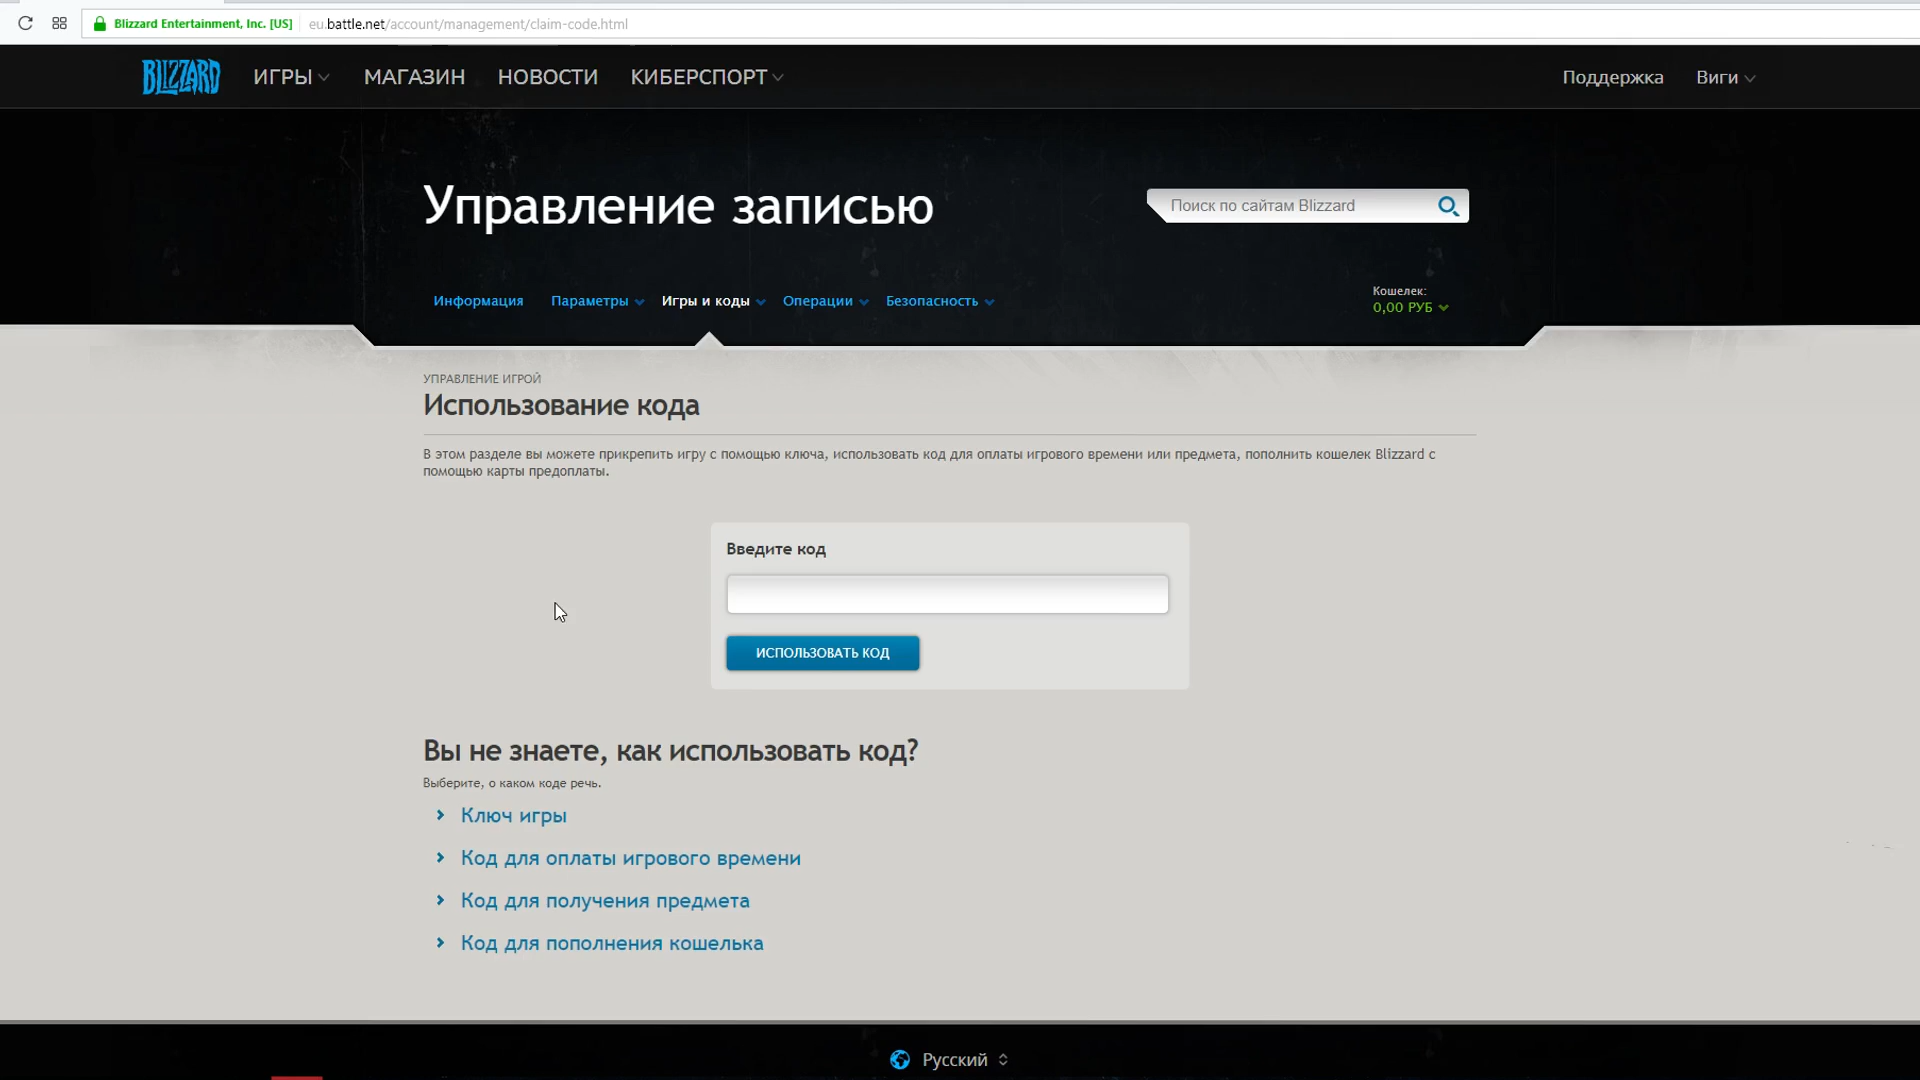 Blizzard Entertainment, Inc. [US] eu.battle.net/account/management/claim-code.html
BLIZZARD ИГРЫ МАГАЗИН НОВОСТИ КИБЕРСПОРТ Поддержка Виги
Управление записью
Поиск по сайтам Blizzard
Информация Параметры Игры и коды Операции Безопасность
Кошелек:
0,00 РУБ
УПРАВЛЕНИЕ ИГРОЙ
Использование кода
В этом разделе вы можете прикрепить игру с помощью ключа, использовать код для оплаты игрового времени или предмета, пополнить кошелек Blizzard с
помощью карты предоплаты.
Введите код
ИСПОЛЬЗОВАТЬ КОД
Вы не знаете, как использовать код?
Выберите, о каком коде речь.
Ключ игры
Код для оплаты игрового времени
Код для получения предмета
Код для пополнения кошелька
Русский